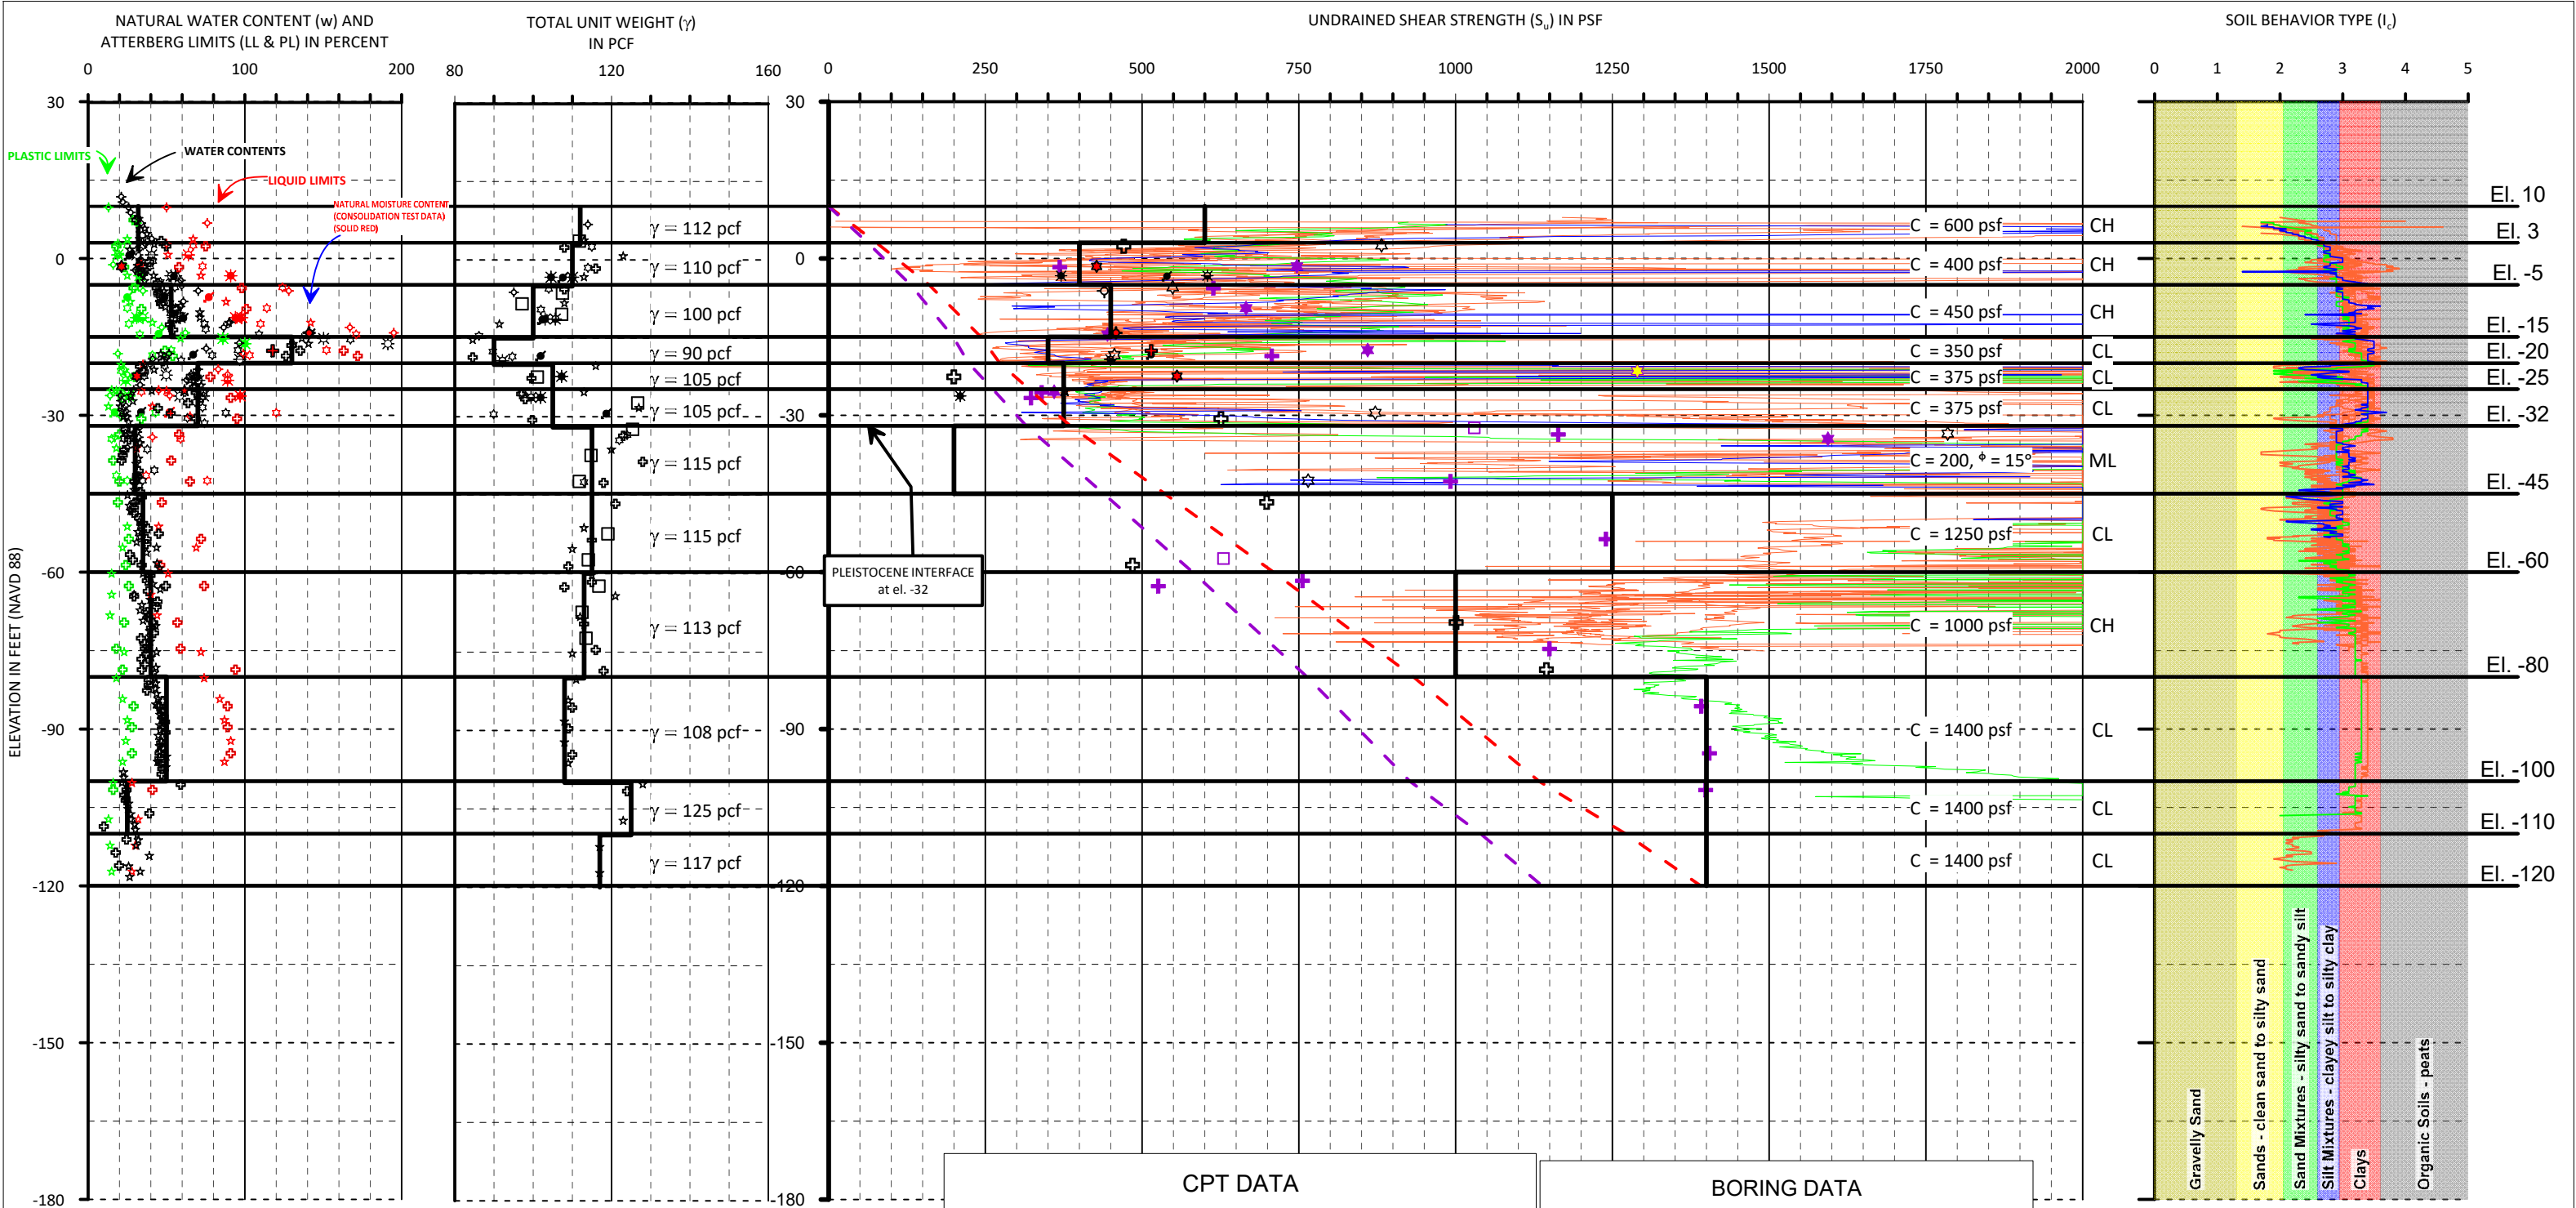 NATURAL WATER CONTENT (w) AND
ATTERBERG LIMITS (LL & PL) IN PERCENT
TOTAL UNIT WEIGHT (γ)
IN PCF
UNDRAINED SHEAR STRENGTH (Su) IN PSF
SOIL BEHAVIOR TYPE (Ic)
0 100 200
80 120 160
0 250 500 750 1000 1250 1500 1750 2000
0 1 2 3 4 5
ELEVATION IN FEET (NAVD 88)
30
0
-30
-60
-90
-120
-150
-180
PLASTIC LIMITS
WATER CONTENTS
LIQUID LIMITS
NATURAL MOISTURE CONTENT
(CONSOLIDATION TEST DATA)
(SOLID RED)
γ = 112 pcf
γ = 110 pcf
γ = 100 pcf
γ = 90 pcf
γ = 105 pcf
γ = 105 pcf
γ = 115 pcf
γ = 115 pcf
γ = 113 pcf
γ = 108 pcf
γ = 125 pcf
γ = 117 pcf
30
0
-30
-60
-90
-120
-150
-180
PLEISTOCENE INTERFACE
at el. -32
C = 600 psf CH
C = 400 psf CH
C = 450 psf CH
C = 350 psf CL
C = 375 psf CL
C = 375 psf CL
C = 200, ϕ = 15° ML
C = 1250 psf CL
C = 1000 psf CH
C = 1400 psf CL
C = 1400 psf CL
C = 1400 psf CL
El. 10
El. 3
El. -5
El. -15
El. -20
El. -25
El. -32
El. -45
El. -60
El. -80
El. -100
El. -110
El. -120
Gravelly Sand
Sands - clean sand to silty sand
Sand Mixtures - silty sand to sandy silt
Silt Mixtures - clayey silt to silty clay
Clays
Organic Soils - peats
CPT DATA
BORING DATA